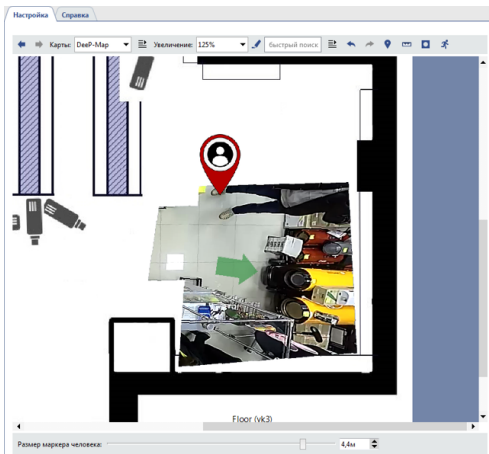 Настройка Справка
Карты: DeeP-Map Увеличение: 125% быстрый поиск
Floor (vk3)
Размер маркера человека: 4,4м